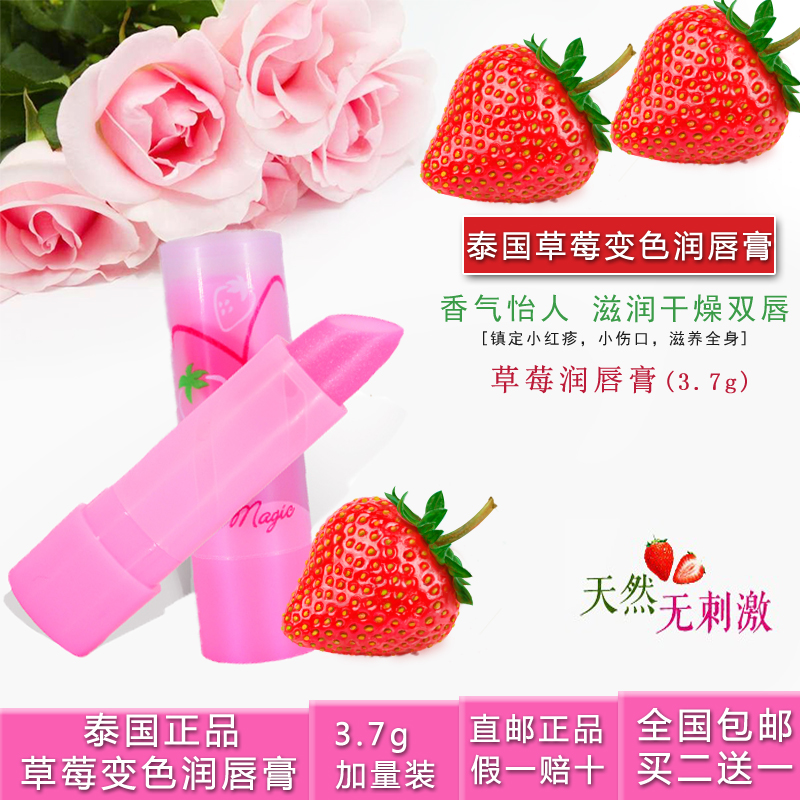 泰国草莓变色润唇膏
香气怡人 滋润干燥双唇
[镇定小红疹，小伤口，滋养全身]
草莓润唇膏(3.7g)
Magic
天然无刺激
泰国正品
草莓变色润唇膏
3.7g
加量装
直邮正品
假一赔十
全国包邮
买二送一